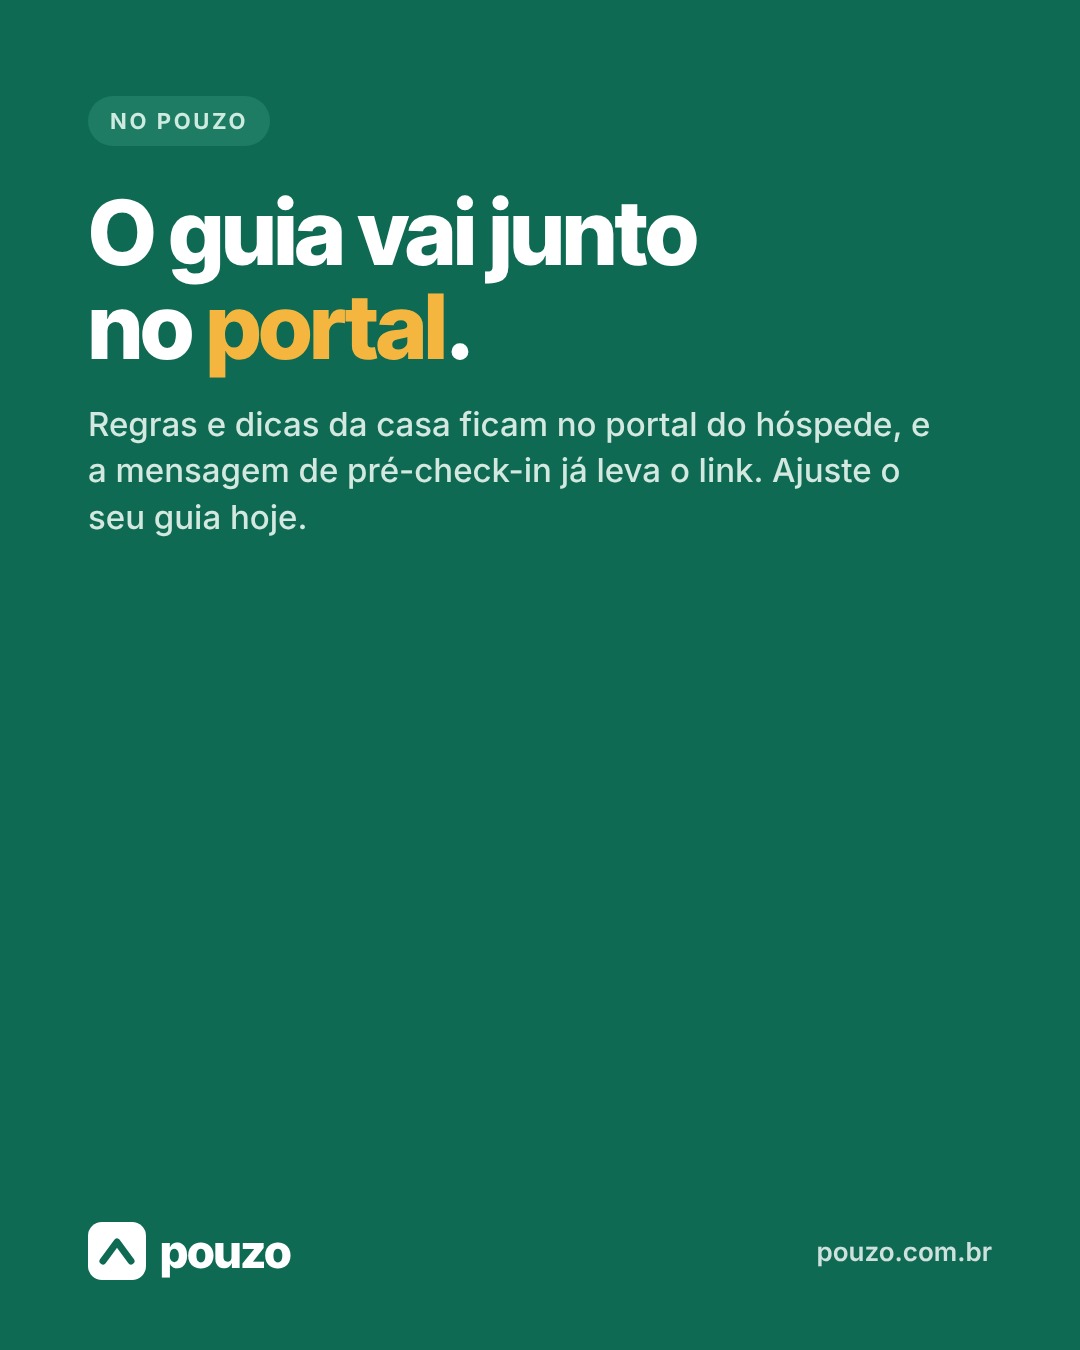 NO POUZO
O guia vai junto
no portal.
Regras e dicas da casa ficam no portal do hóspede, e
a mensagem de pré-check-in já leva o link. Ajuste o
seu guia hoje.
pouzo
pouzo.com.br